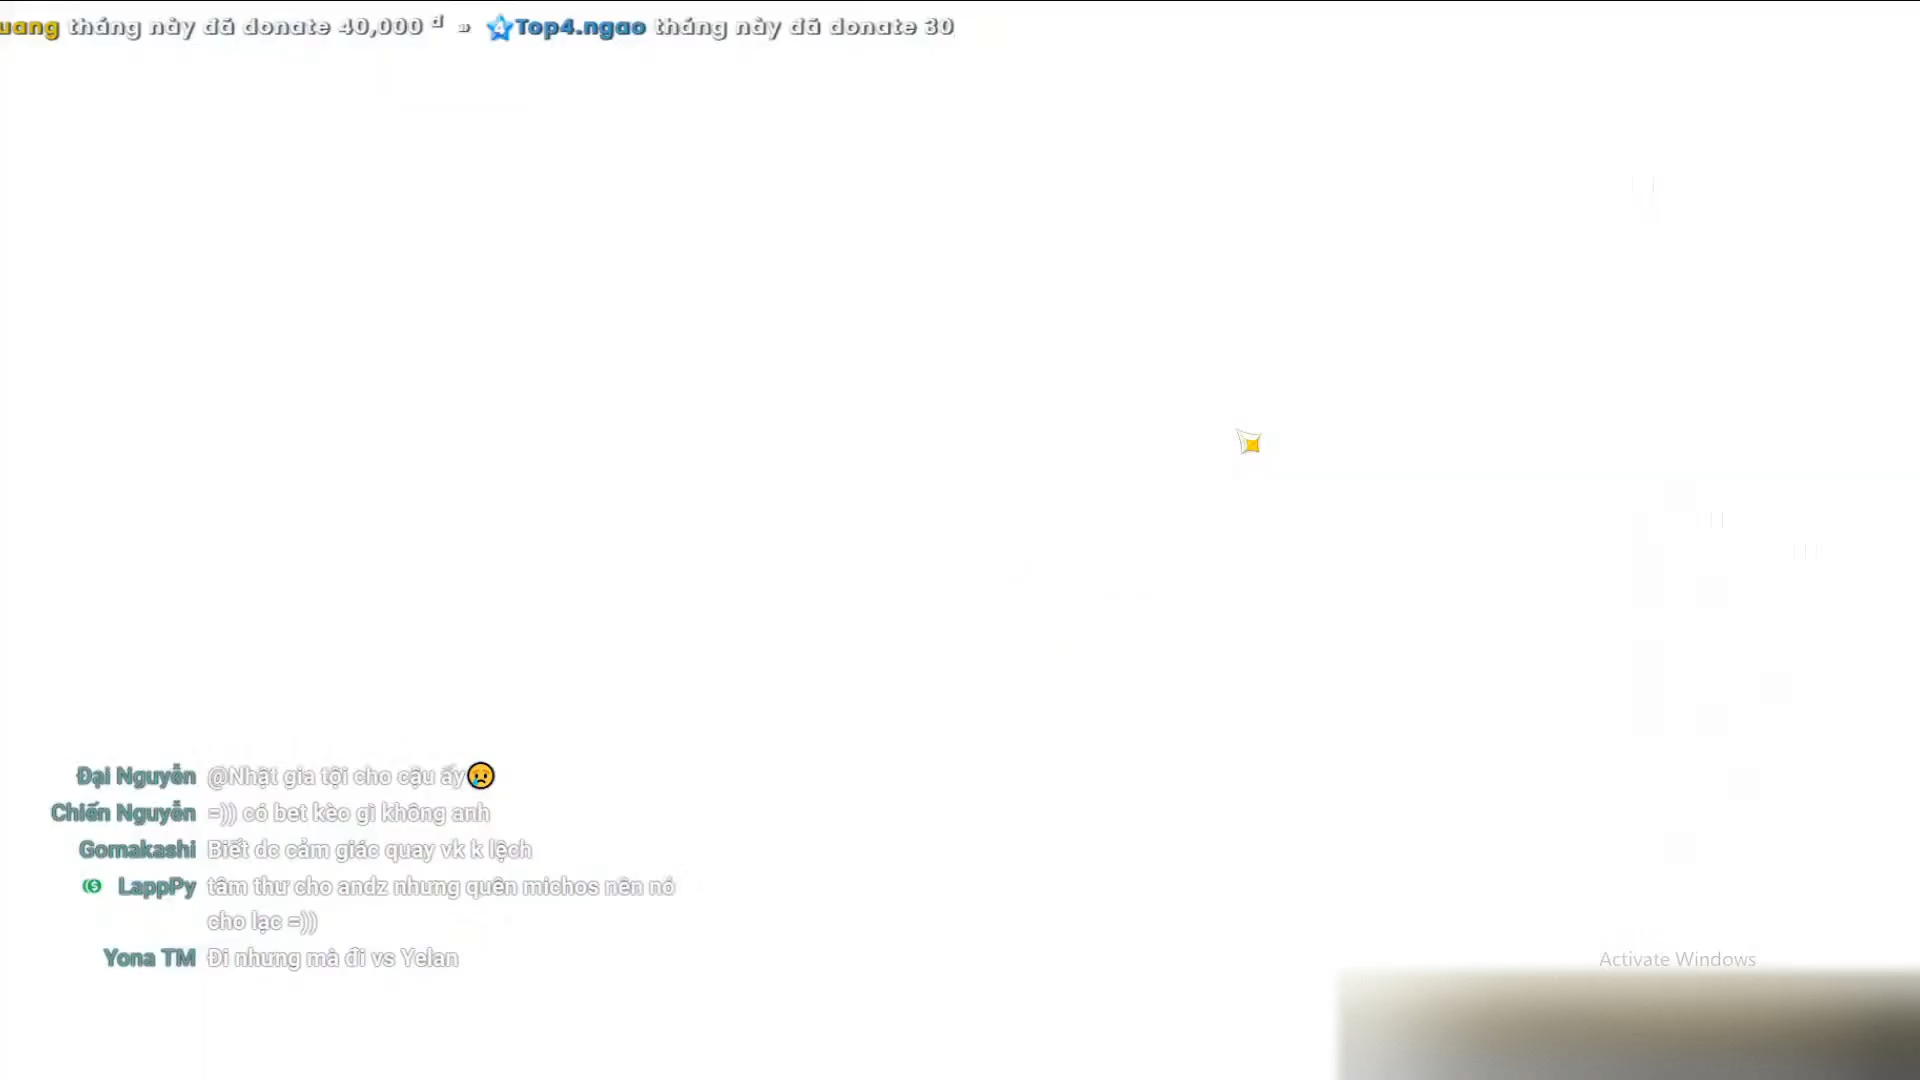 uang tháng này đã donate 40,000 đ » 4 Top4.ngao tháng này đã donate 30
Đại Nguyễn @Nhật gia tội cho cậu ấy😢
Chiến Nguyễn =)) có bet kèo gì không anh
Gomakashi Biết dc cảm giác quay vk k lệch
LappPy tâm thư cho andz nhưng quên michos nên nó
cho lạc =))
Yona TM Đi nhưng mà đi vs Yelan
Activate Windows